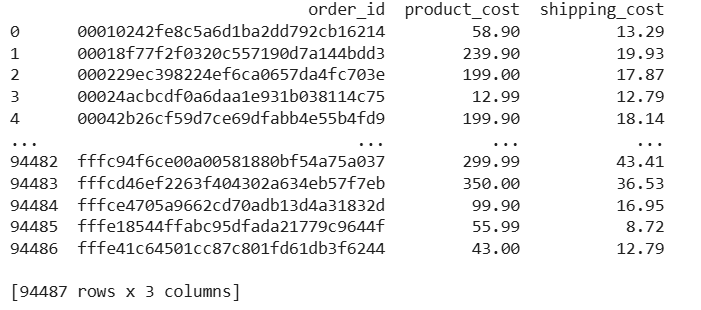 order_id product_cost shipping_cost
0 00010242fe8c5a6d1ba2dd792cb16214 58.90 13.29
1 00018f77f2f0320c557190d7a144bdd3 239.90 19.93
2 000229ec398224ef6ca0657da4fc703e 199.00 17.87
3 00024acbcdf0a6daa1e931b038114c75 12.99 12.79
4 00042b26cf59d7ce69dfabb4e55b4fd9 199.90 18.14
... ... ... ...
94482 fffc94f6ce00a00581880bf54a75a037 299.99 43.41
94483 fffcd46ef2263f404302a634eb57f7eb 350.00 36.53
94484 fffce4705a9662cd70adb13d4a31832d 99.90 16.95
94485 fffe18544ffabc95dfada21779c9644f 55.99 8.72
94486 fffe41c64501cc87c801fd61db3f6244 43.00 12.79
[94487 rows x 3 columns]